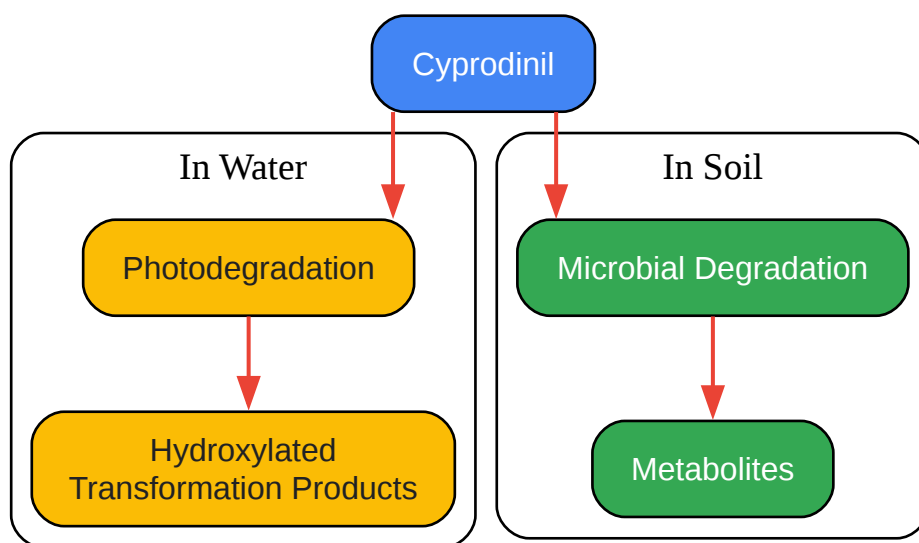 Cyprodinil
In Water
In Soil
Photodegradation
Microbial Degradation
Hydroxylated
Transformation Products
Metabolites